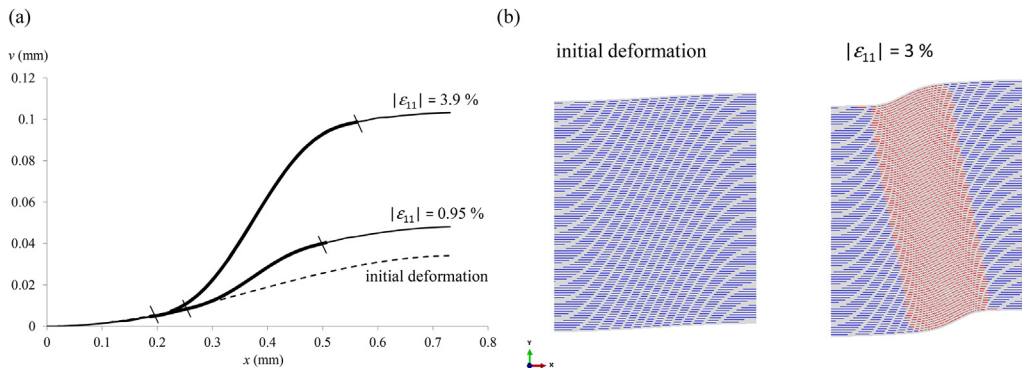 (a)
v (mm)
0.12
0.1
0.08
0.06
0.04
0.02
0
0
0.1
0.2
0.3
0.4
0.5
0.6
0.7
0.8
x (mm)
|ε₁₁| = 3.9 %
|ε₁₁| = 0.95 %
initial deformation
(b)
initial deformation
|ε₁₁| = 3 %
Y
X